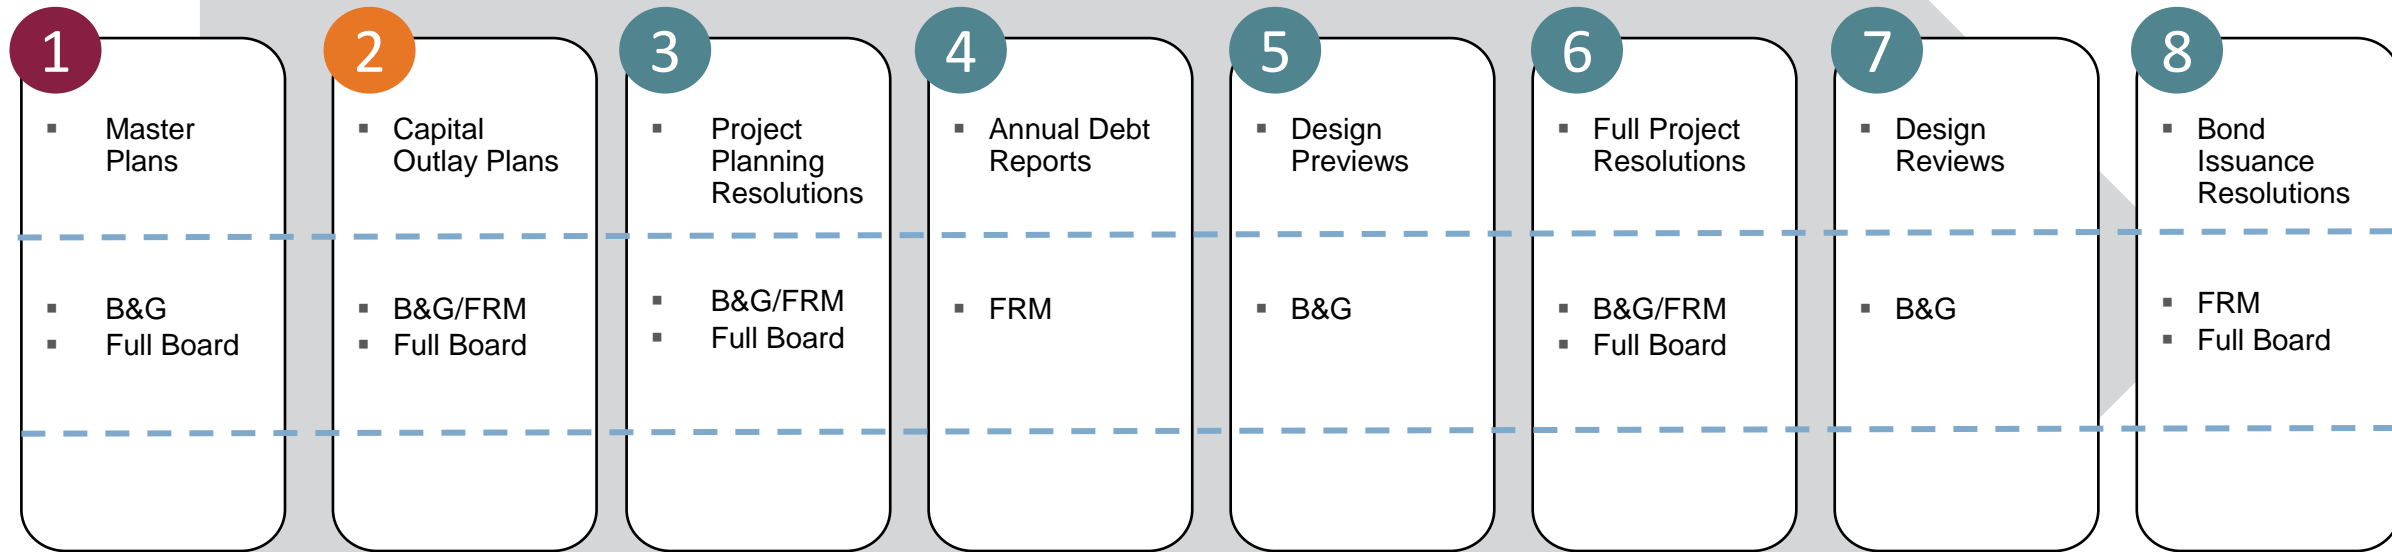 1
Master
Plans
B&G
Full Board
2
Capital
Outlay Plans
B&G/FRM
Full Board
3
Project
Planning
Resolutions
B&G/FRM
Full Board
4
Annual Debt
Reports
FRM
5
Design
Previews
B&G
6
Full Project
Resolutions
B&G/FRM
Full Board
7
Design
Reviews
B&G
8
Bond
Issuance
Resolutions
FRM
Full Board